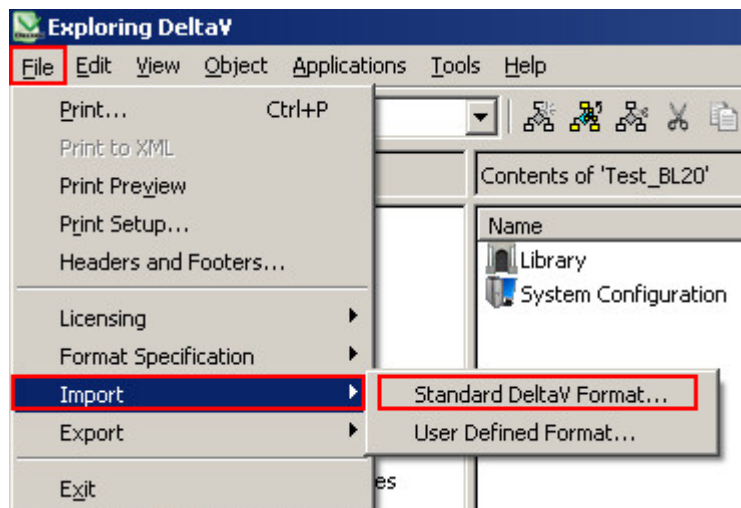 Exploring DeltaV
File Edit View Object Applications Tools Help
Print... Ctrl+P
Print to XML
Print Preview
Contents of 'Test_BL20'
Print Setup...
Name
Headers and Footers...
Library
System Configuration
Licensing
Format Specification
Import
Standard DeltaV Format...
Export
User Defined Format...
Exit
es